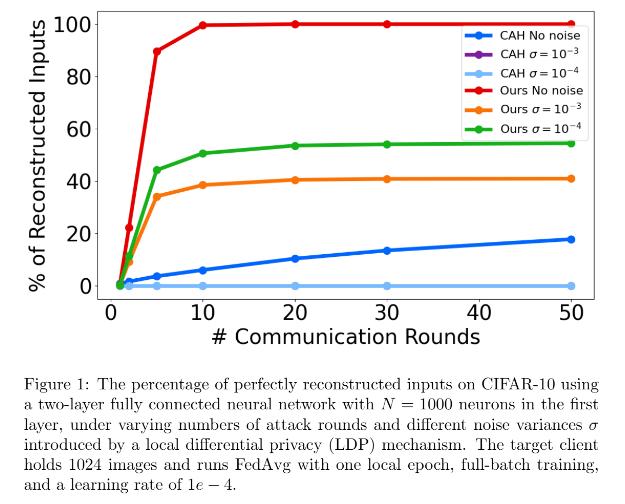 100
80
60
40
20
0
% of Reconstructed Inputs
0 10 20 30 40 50
# Communication Rounds
CAH No noise
CAH σ = 10⁻³
CAH σ = 10⁻⁴
Ours No noise
Ours σ = 10⁻³
Ours σ = 10⁻⁴
Figure 1: The percentage of perfectly reconstructed inputs on CIFAR-10 using
a two-layer fully connected neural network with N = 1000 neurons in the first
layer, under varying numbers of attack rounds and different noise variances σ
introduced by a local differential privacy (LDP) mechanism. The target client
holds 1024 images and runs FedAvg with one local epoch, full-batch training,
and a learning rate of 1e − 4.